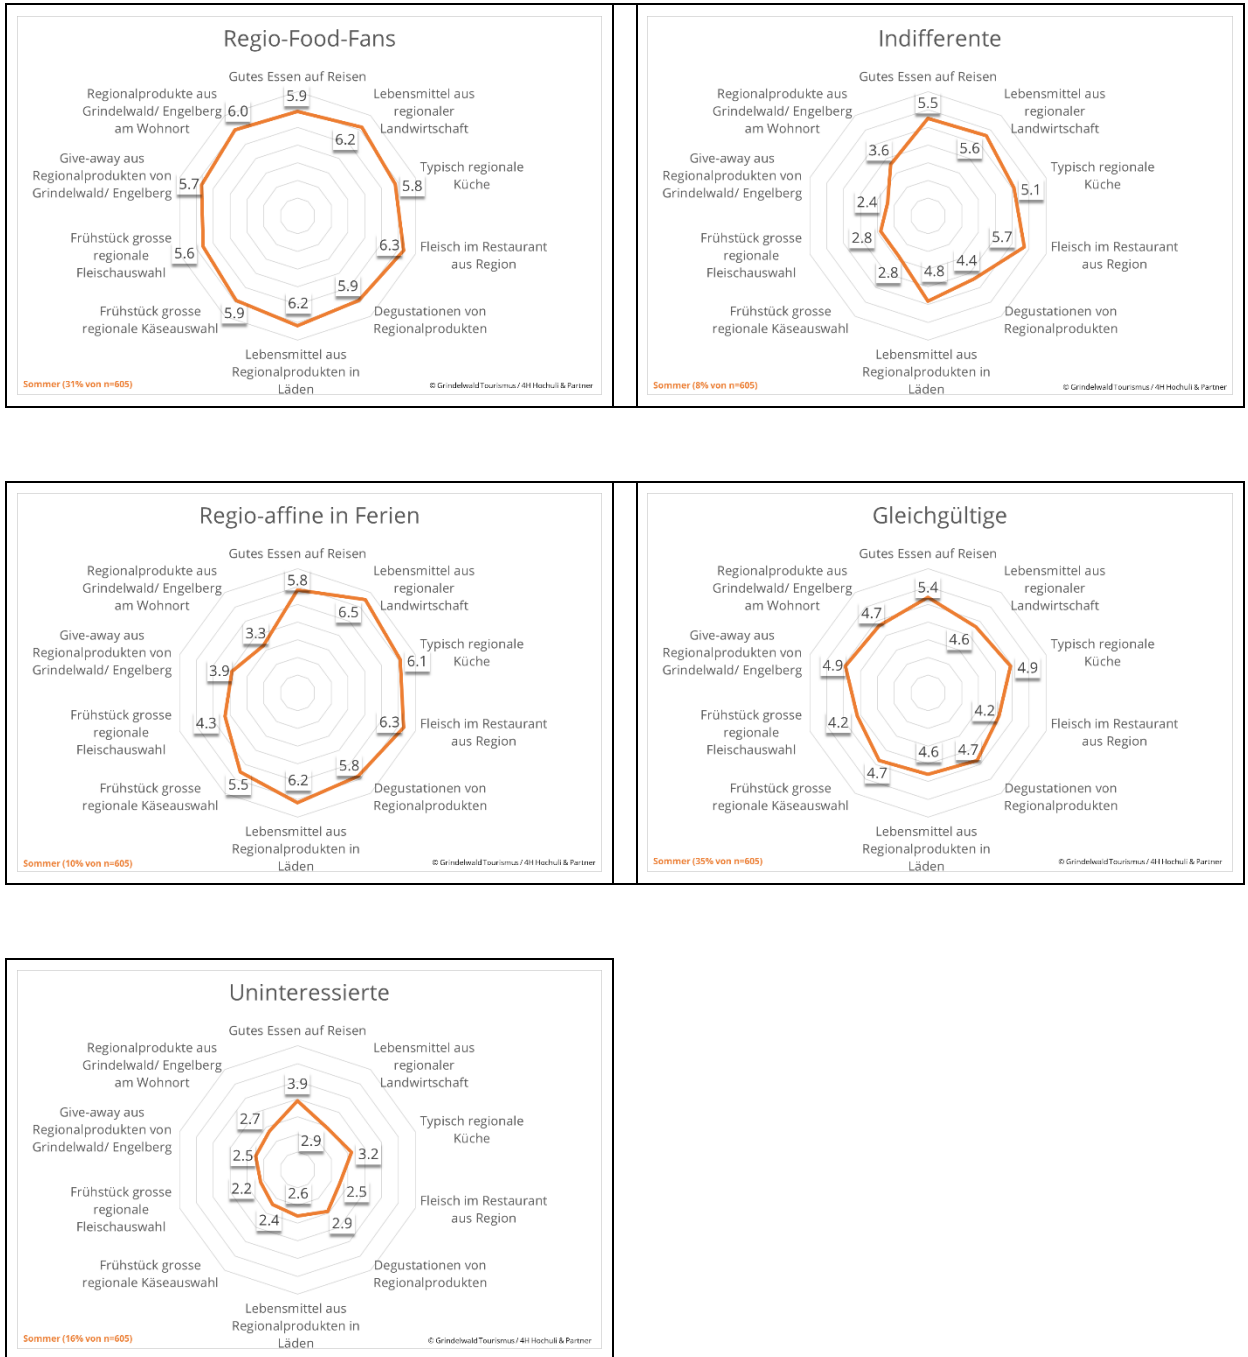 Regio-Food-Fans
Gutes Essen auf Reisen
5.9
Regionalprodukte aus
Grindelwald/ Engelberg
am Wohnort
6.0
Lebensmittel aus
regionaler
Landwirtschaft
6.2
Give-away aus
Regionalprodukten von
Grindelwald/ Engelberg
5.7
Typisch regionale
Küche
5.8
Frühstück grosse
regionale
Fleischauswahl
5.6
Fleisch im Restaurant
aus Region
6.3
Frühstück grosse
regionale Käseauswahl
5.9
Degustationen von
Regionalprodukten
5.9
6.2
Lebensmittel aus
Regionalprodukten in
Läden
Sommer (31% von n=605)
© Grindelwald Tourismus / 4H Hochuli & Partner
Indifferente
Gutes Essen auf Reisen
5.5
Regionalprodukte aus
Grindelwald/ Engelberg
am Wohnort
3.6
Lebensmittel aus
regionaler
Landwirtschaft
5.6
Give-away aus
Regionalprodukten von
Grindelwald/ Engelberg
2.4
Typisch regionale
Küche
5.1
Frühstück grosse
regionale
Fleischauswahl
2.8
Fleisch im Restaurant
aus Region
5.7
Frühstück grosse
regionale Käseauswahl
2.8
Degustationen von
Regionalprodukten
4.4
4.8
Lebensmittel aus
Regionalprodukten in
Läden
Sommer (8% von n=605)
© Grindelwald Tourismus / 4H Hochuli & Partner
Regio-affine in Ferien
Gutes Essen auf Reisen
5.8
Regionalprodukte aus
Grindelwald/ Engelberg
am Wohnort
3.3
Lebensmittel aus
regionaler
Landwirtschaft
6.5
Give-away aus
Regionalprodukten von
Grindelwald/ Engelberg
3.9
Typisch regionale
Küche
6.1
Frühstück grosse
regionale
Fleischauswahl
4.3
Fleisch im Restaurant
aus Region
6.3
Frühstück grosse
regionale Käseauswahl
5.5
Degustationen von
Regionalprodukten
5.8
6.2
Lebensmittel aus
Regionalprodukten in
Läden
Sommer (10% von n=605)
© Grindelwald Tourismus / 4H Hochuli & Partner
Gleichgültige
Gutes Essen auf Reisen
5.4
Regionalprodukte aus
Grindelwald/ Engelberg
am Wohnort
4.7
Lebensmittel aus
regionaler
Landwirtschaft
4.6
Give-away aus
Regionalprodukten von
Grindelwald/ Engelberg
4.9
Typisch regionale
Küche
4.9
Frühstück grosse
regionale
Fleischauswahl
4.2
Fleisch im Restaurant
aus Region
4.2
Frühstück grosse
regionale Käseauswahl
4.7
Degustationen von
Regionalprodukten
4.7
4.6
Lebensmittel aus
Regionalprodukten in
Läden
Sommer (35% von n=605)
© Grindelwald Tourismus / 4H Hochuli & Partner
Uninteressierte
Gutes Essen auf Reisen
3.9
Regionalprodukte aus
Grindelwald/ Engelberg
am Wohnort
2.7
Lebensmittel aus
regionaler
Landwirtschaft
2.9
Give-away aus
Regionalprodukten von
Grindelwald/ Engelberg
2.5
Typisch regionale
Küche
3.2
Frühstück grosse
regionale
Fleischauswahl
2.2
Fleisch im Restaurant
aus Region
2.5
Frühstück grosse
regionale Käseauswahl
2.4
Degustationen von
Regionalprodukten
2.9
2.6
Lebensmittel aus
Regionalprodukten in
Läden
Sommer (16% von n=605)
© Grindelwald Tourismus / 4H Hochuli & Partner